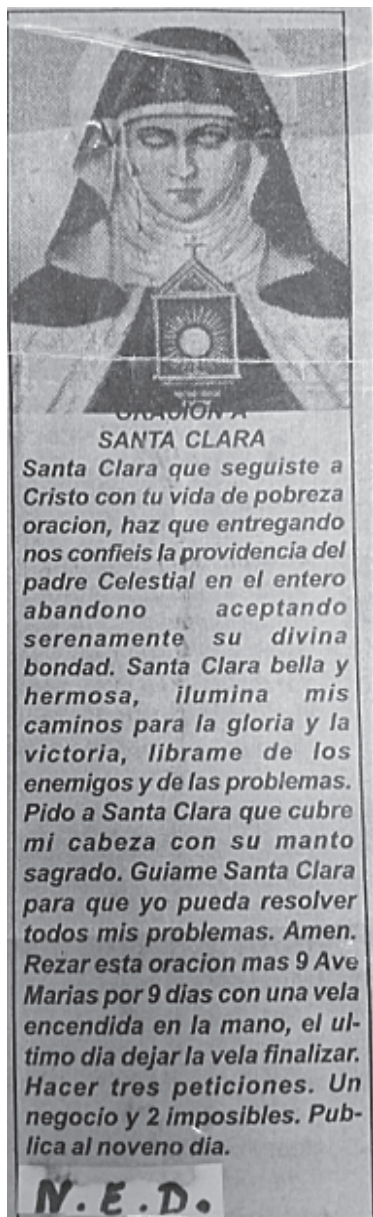 ORACION A
SANTA CLARA
Santa Clara que seguiste a
Cristo con tu vida de pobreza
oracion, haz que entregando
nos confieis la providencia del
padre Celestial en el entero
abandono aceptando
serenamente su divina
bondad. Santa Clara bella y
hermosa, ilumina mis
caminos para la gloria y la
victoria, librame de los
enemigos y de las problemas.
Pido a Santa Clara que cubre
mi cabeza con su manto
sagrado. Guiame Santa Clara
para que yo pueda resolver
todos mis problemas. Amen.
Rezar esta oracion mas 9 Ave
Marias por 9 dias con una vela
encendida en la mano, el ul-
timo dia dejar la vela finalizar.
Hacer tres peticiones. Un
negocio y 2 imposibles. Pub-
lica al noveno dia.
N.E.D.